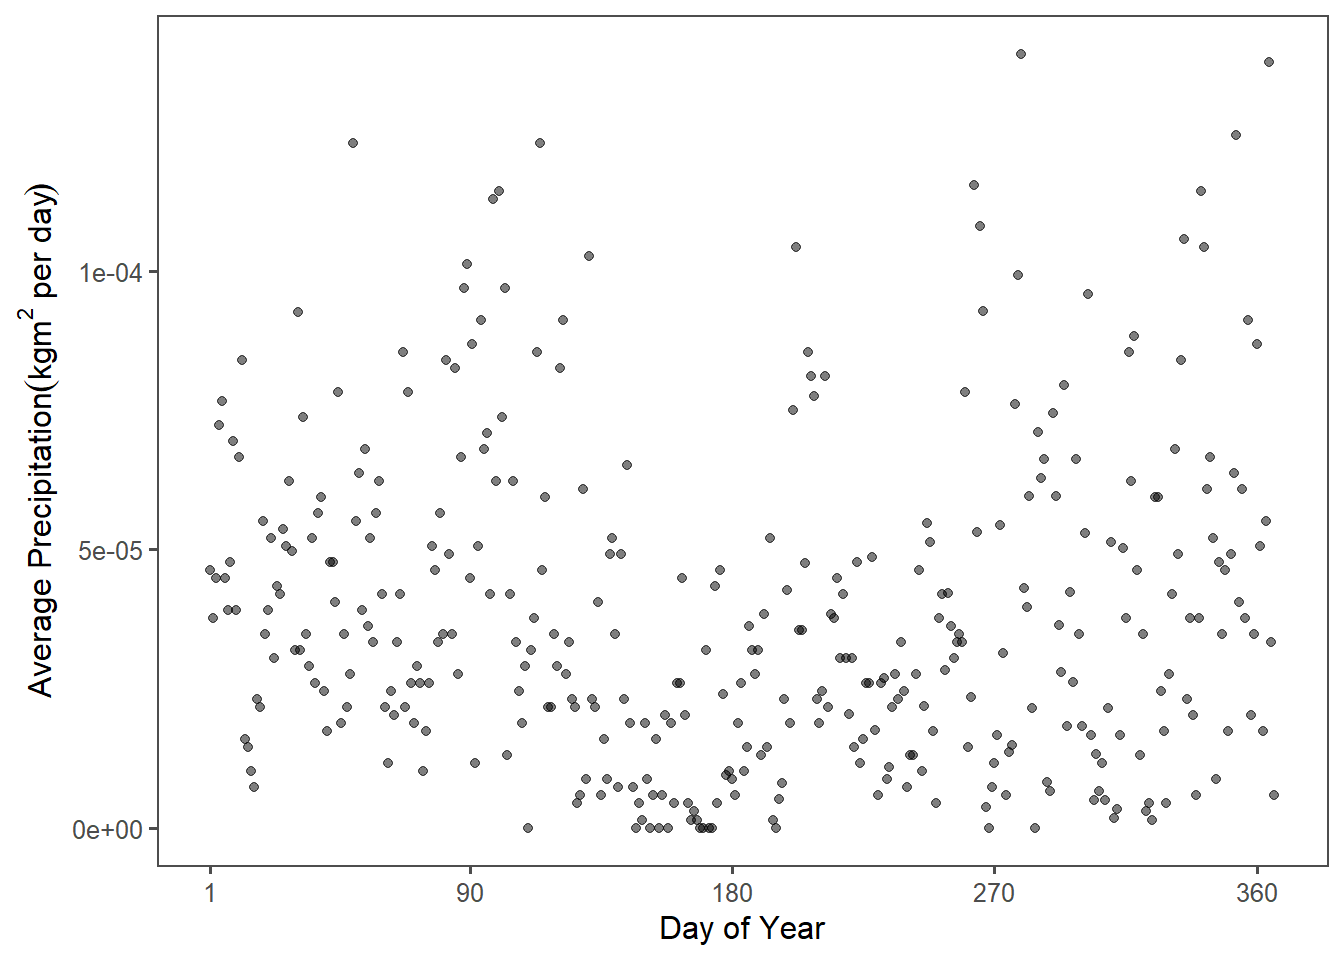 Average Precipitation(kgm² per day)
1e-04
5e-05
0e+00
1 90 180 270 360
Day of Year